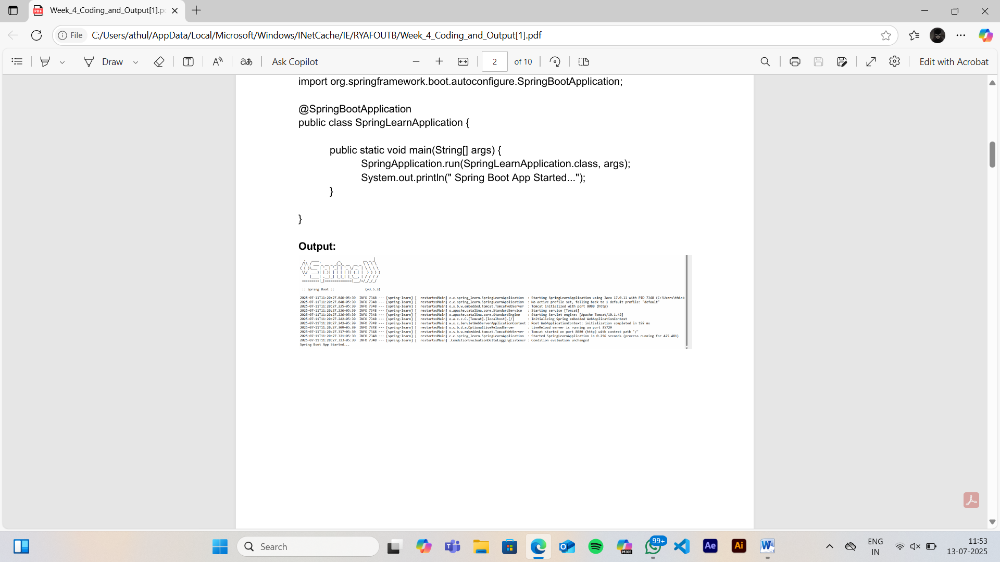 Week_4_Coding_and_Output[1].p
File
C:/Users/athul/AppData/Local/Microsoft/Windows/INetCache/IE/RYAFOUTB/Week_4_Coding_and_Output[1].pdf
Draw
Ask Copilot
2 of 10
Edit with Acrobat
import org.springframework.boot.autoconfigure.SpringBootApplication;
@SpringBootApplication
public class SpringLearnApplication {
public static void main(String[] args) {
SpringApplication.run(SpringLearnApplication.class, args);
System.out.println(" Spring Boot App Started...");
}
}
Output:
:: Spring Boot :: (v3.5.3)
2025-07-11T11:20:27.046+05:30 INFO 7348 --- [spring-learn] [ restartedMain] c.c.spring_learn.SpringLearnApplication : Starting SpringLearnApplication using Java 17.0.11 with PID 7348 (C:\Users\think
2025-07-11T11:20:27.048+05:30 INFO 7348 --- [spring-learn] [ restartedMain] c.c.spring_learn.SpringLearnApplication : No active profile set, falling back to 1 default profile: "default"
2025-07-11T11:20:27.225+05:30 INFO 7348 --- [spring-learn] [ restartedMain] o.s.b.w.embedded.tomcat.TomcatWebServer : Tomcat initialized with port 8080 (http)
2025-07-11T11:20:27.226+05:30 INFO 7348 --- [spring-learn] [ restartedMain] o.apache.catalina.core.StandardService : Starting service [Tomcat]
2025-07-11T11:20:27.226+05:30 INFO 7348 --- [spring-learn] [ restartedMain] o.apache.catalina.core.StandardEngine : Starting Servlet engine: [Apache Tomcat/10.1.42]
2025-07-11T11:20:27.242+05:30 INFO 7348 --- [spring-learn] [ restartedMain] o.a.c.c.C.[Tomcat].[localhost].[/] : Initializing Spring embedded WebApplicationContext
2025-07-11T11:20:27.242+05:30 INFO 7348 --- [spring-learn] [ restartedMain] w.s.c.ServletWebServerApplicationContext : Root WebApplicationContext: initialization completed in 192 ms
2025-07-11T11:20:27.309+05:30 INFO 7348 --- [spring-learn] [ restartedMain] o.s.b.d.a.OptionalLiveReloadServer : LiveReload server is running on port 35729
2025-07-11T11:20:27.317+05:30 INFO 7348 --- [spring-learn] [ restartedMain] o.s.b.w.embedded.tomcat.TomcatWebServer : Tomcat started on port 8080 (http) with context path '/'
2025-07-11T11:20:27.321+05:30 INFO 7348 --- [spring-learn] [ restartedMain] c.c.spring_learn.SpringLearnApplication : Started SpringLearnApplication in 0.296 seconds (process running for 425.481)
2025-07-11T11:20:27.323+05:30 INFO 7348 --- [spring-learn] [ restartedMain] .ConditionEvaluationDeltaLoggingListener : Condition evaluation unchanged
Spring Boot App Started...
Search
M365
99+
Ae
Ai
ENG
IN
11:53
13-07-2025